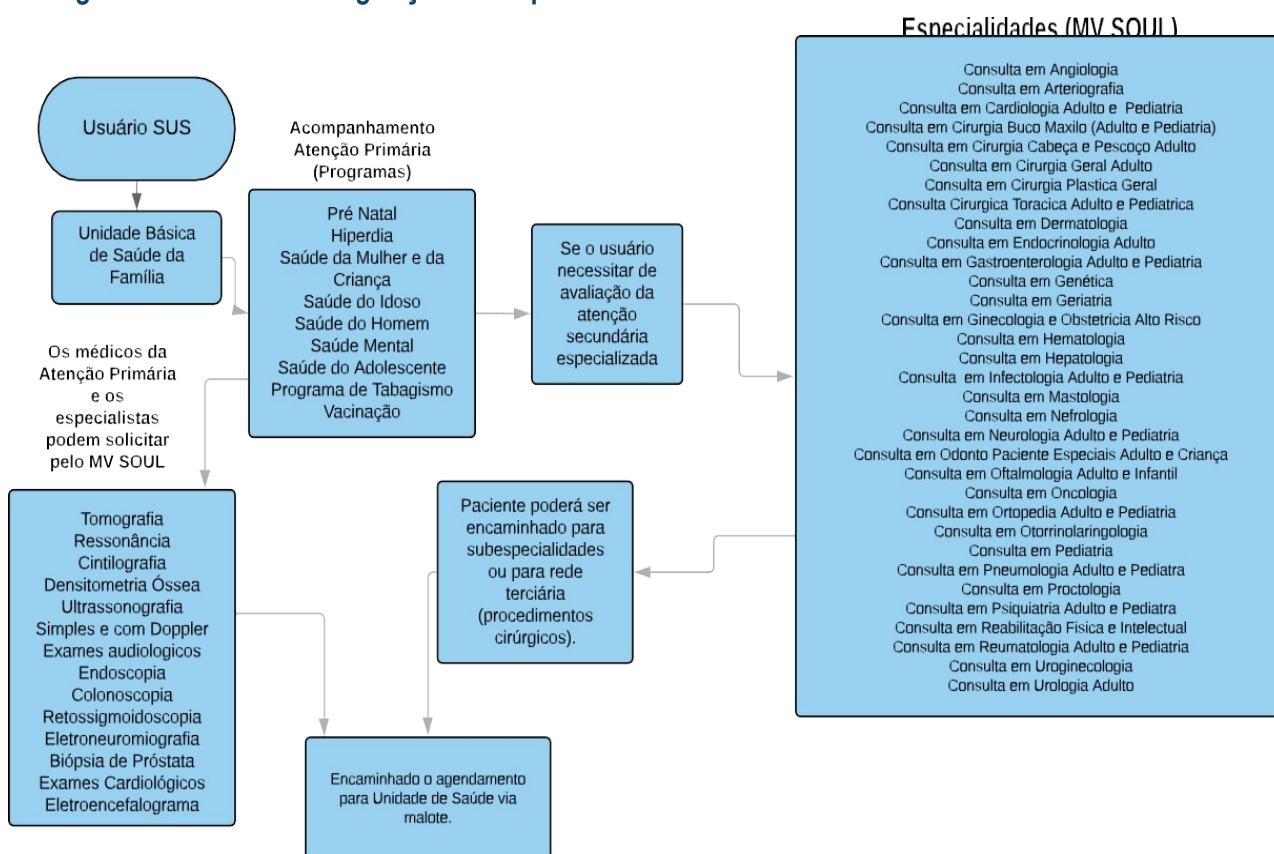 Especialidades (MV SOUL)
Usuário SUS
Unidade Básica
de Saúde da
Família
Acompanhamento
Atenção Primária
(Programas)
Pré Natal
Hiperdia
Saúde da Mulher e da
Criança
Saúde do Idoso
Saúde do Homem
Saúde Mental
Saúde do Adolescente
Programa de Tabagismo
Vacinação
Se o usuário
necessitar de
avaliação da
atenção
secundária
especializada
Consulta em Angiologia
Consulta em Arteriografia
Consulta em Cardiologia Adulto e Pediatria
Consulta em Cirurgia Buco Maxilo (Adulto e Pediatria)
Consulta em Cirurgia Cabeça e Pescoço Adulto
Consulta em Cirurgia Geral Adulto
Consulta em Cirurgia Plastica Geral
Consulta Cirurgica Toracica Adulto e Pediatrica
Consulta em Dermatologia
Consulta em Endocrinologia Adulto
Consulta em Gastroenterologia Adulto e Pediatria
Consulta em Genética
Consulta em Geriatria
Consulta em Ginecologia e Obstetricia Alto Risco
Consulta em Hematologia
Consulta em Hepatologia
Consulta em Infectologia Adulto e Pediatria
Consulta em Mastologia
Consulta em Nefrologia
Consulta em Neurologia Adulto e Pediatria
Consulta em Odonto Paciente Especiais Adulto e Criança
Consulta em Oftalmologia Adulto e Infantil
Consulta em Oncologia
Consulta em Ortopedia Adulto e Pediatria
Consulta em Otorrinolaringologia
Consulta em Pediatria
Consulta em Pneumologia Adulto e Pediatra
Consulta em Proctologia
Consulta em Psiquiatria Adulto e Pediatra
Consulta em Reabilitação Fisica e Intelectual
Consulta em Reumatologia Adulto e Pediatria
Consulta em Uroginecologia
Consulta em Urologia Adulto
Os médicos da
Atenção Primária
e os
especialistas
podem solicitar
pelo MV SOUL
Tomografia
Ressonância
Cintilografia
Densitometria Óssea
Ultrassonografia
Simples e com Doppler
Exames audiologicos
Endoscopia
Colonoscopia
Retossigmoidoscopia
Eletroneuromiografia
Biópsia de Próstata
Exames Cardiológicos
Eletroencefalograma
Paciente poderá ser
encaminhado para
subespecialidades
ou para rede
terciária
(procedimentos
cirúrgicos).
Encaminhado o agendamento
para Unidade de Saúde via
malote.